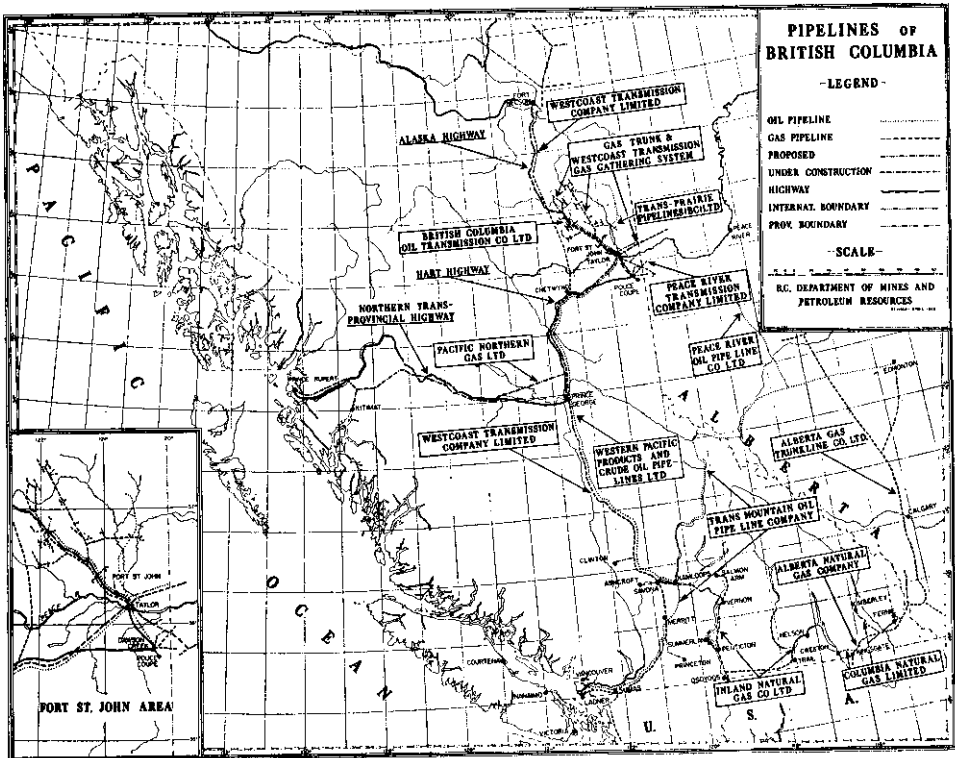 PIPELINES OF
BRITISH COLUMBIA
-LEGEND-
OIL PIPELINE
GAS PIPELINE
PROPOSED
UNDER CONSTRUCTION
HIGHWAY
INTERNAL BOUNDARY
PROV. BOUNDARY
-SCALE-
B.C. DEPARTMENT OF MINES AND
PETROLEUM RESOURCES
FORT
NELSON
WESTCOAST TRANSMISSION
COMPANY LIMITED
ALASKA HIGHWAY
GAS TRUNK &
WESTCOAST TRANSMISSION
GAS GATHERING SYSTEM
TRANS-PRAIRIE
PIPELINES(BC)LTD
BRITISH COLUMBIA
OIL TRANSMISSION CO LTD
FORT ST
JOHN
TAYLOR
PEACE
RIVER
HART HIGHWAY
CHETWYND
POUCE
COUPE
PEACE RIVER
TRANSMISSION
COMPANY LIMITED
NORTHERN TRANS-
PROVINCIAL HIGHWAY
PACIFIC NORTHERN
GAS LTD
PEACE RIVER
OIL PIPE LINE
CO LTD
EDMONTON
PRINCE RUPERT
KITIMAT
PRINCE
GEORGE
WESTCOAST TRANSMISSION
COMPANY LIMITED
WESTERN PACIFIC
PRODUCTS AND
CRUDE OIL PIPE
LINES LTD
ALBERTA GAS
TRUNKLINE CO. LTD.
ALBERTA
TRANS MOUNTAIN OIL
PIPE LINE COMPANY
CALGARY
CLINTON
ASHCROFT
SAVONA
KAMLOOPS
SALMON
ARM
ALBERTA NATURAL
GAS COMPANY
VERNON
MERRITT
SUMMERLAND
PENTICTON
PRINCETON
OSOYOOS
KIMBERLEY
FERNIE
NELSON
CRESTON
TRAIL
KINGSGATE
COLUMBIA NATURAL
GAS LIMITED
INLAND NATURAL
GAS CO LTD
COURTENAY
VANCOUVER
NANAIMO
LADNER
SUMAS
VICTORIA
U. S. A.
PACIFIC
OCEAN
FORT ST JOHN
TAYLOR
DAWSON
CREEK
POUCE
COUPE
FORT ST. JOHN AREA